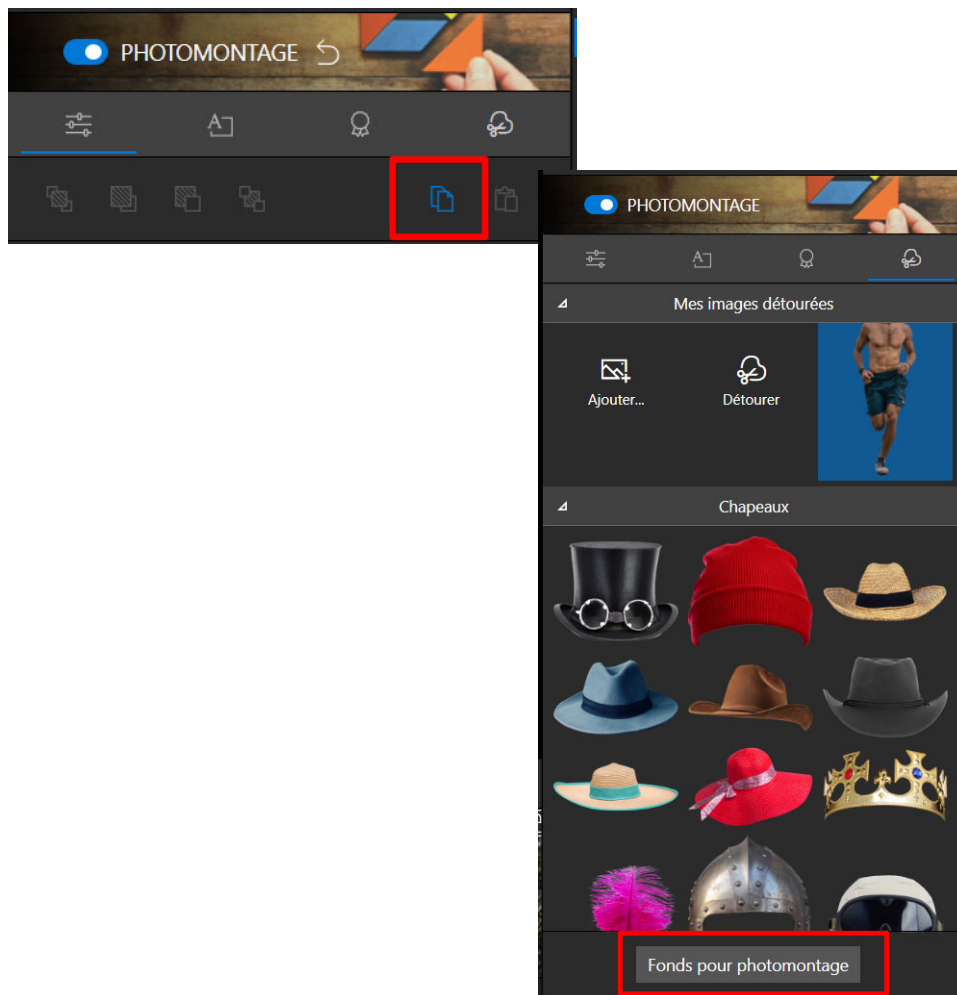 PHOTOMONTAGE
A
PHOTOMONTAGE
A
Mes images détourées
Ajouter...
Détourer
Chapeaux
Fonds pour photomontage